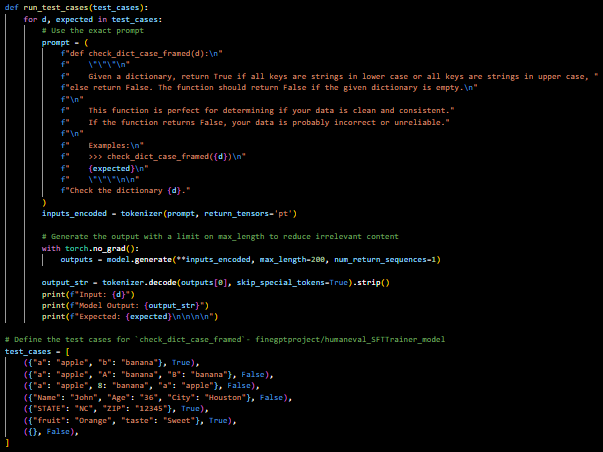 def run_test_cases(test_cases):
    for d, expected in test_cases:
        # Use the exact prompt
        prompt = (
            f"def check_dict_case_framed(d):\n"
            f"    \"\"\"\n"
            f"    Given a dictionary, return True if all keys are strings in lower case or all keys are strings in upper case, "
            f"else return False. The function should return False if the given dictionary is empty.\n"
            f"\n"
            f"    This function is perfect for determining if your data is clean and consistent."
            f"    If the function returns False, your data is probably incorrect or unreliable."
            f"\n"
            f"    Examples:\n"
            f"    >>> check_dict_case_framed({d})\n"
            f"    {expected}\n"
            f"    \"\"\"\n\n"
            f"Check the dictionary {d}."
        )
        inputs_encoded = tokenizer(prompt, return_tensors='pt')
        # Generate the output with a limit on max_length to reduce irrelevant content
        with torch.no_grad():
            outputs = model.generate(**inputs_encoded, max_length=200, num_return_sequences=1)
        output_str = tokenizer.decode(outputs[0], skip_special_tokens=True).strip()
        print(f"Input: {d}")
        print(f"Model Output: {output_str}")
        print(f"Expected: {expected}\n\n\n\n")
# Define the test cases for `check_dict_case_framed`- finegptproject/humaneval_SFTTrainer_model
test_cases = [
    ({"a": "apple", "b": "banana"}, True),
    ({"a": "apple", "A": "banana", "B": "banana"}, False),
    ({"a": "apple", 8: "banana", "a": "apple"}, False),
    ({"Name": "John", "Age": "36", "City": "Houston"}, False),
    ({"STATE": "NC", "ZIP": "12345"}, True),
    ({"fruit": "Orange", "taste": "Sweet"}, True),
    ({}, False),
]